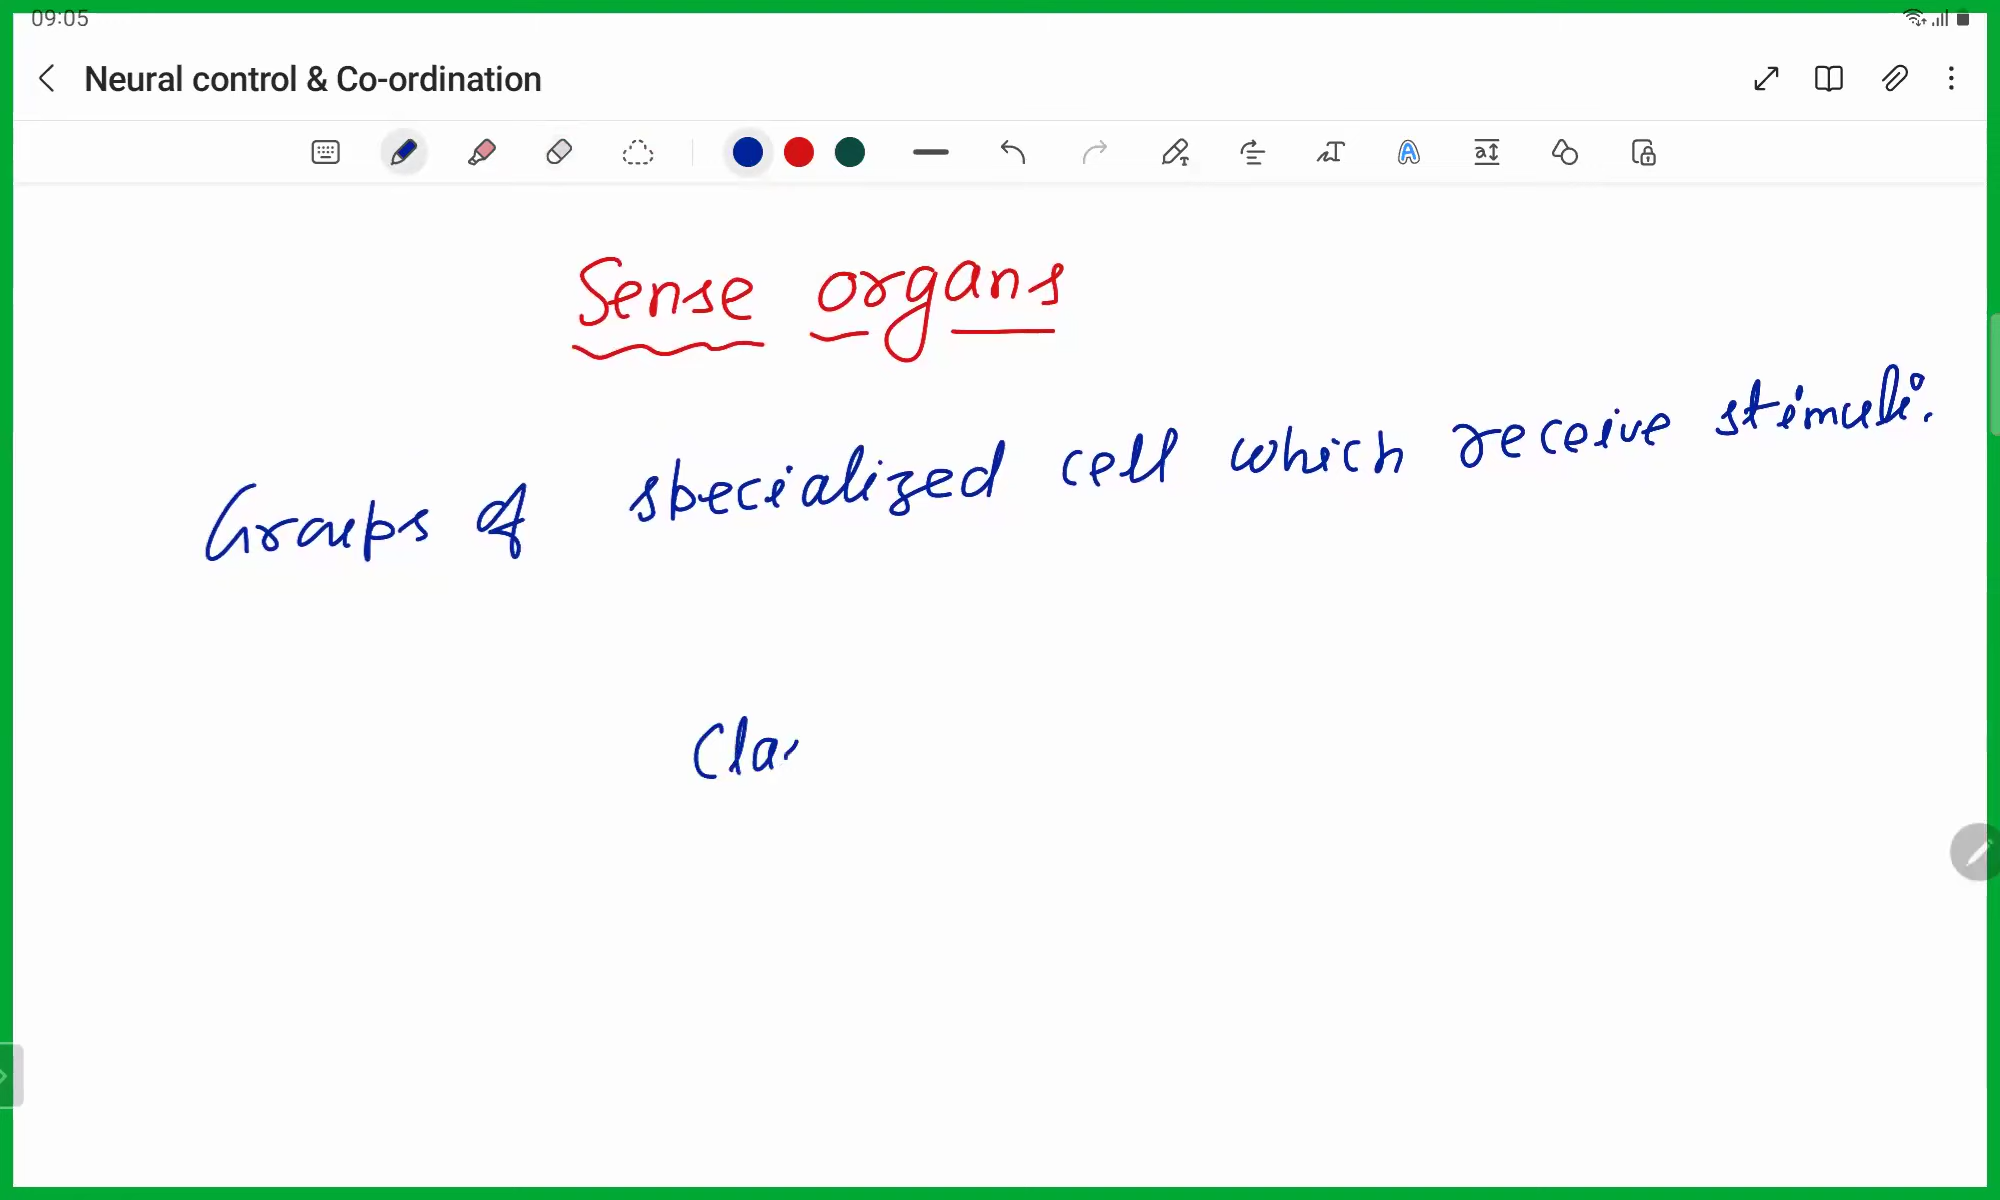 09:05
Neural control & Co-ordination
Sense organs
Groups of specialized cell which receive stimuli.
Cla